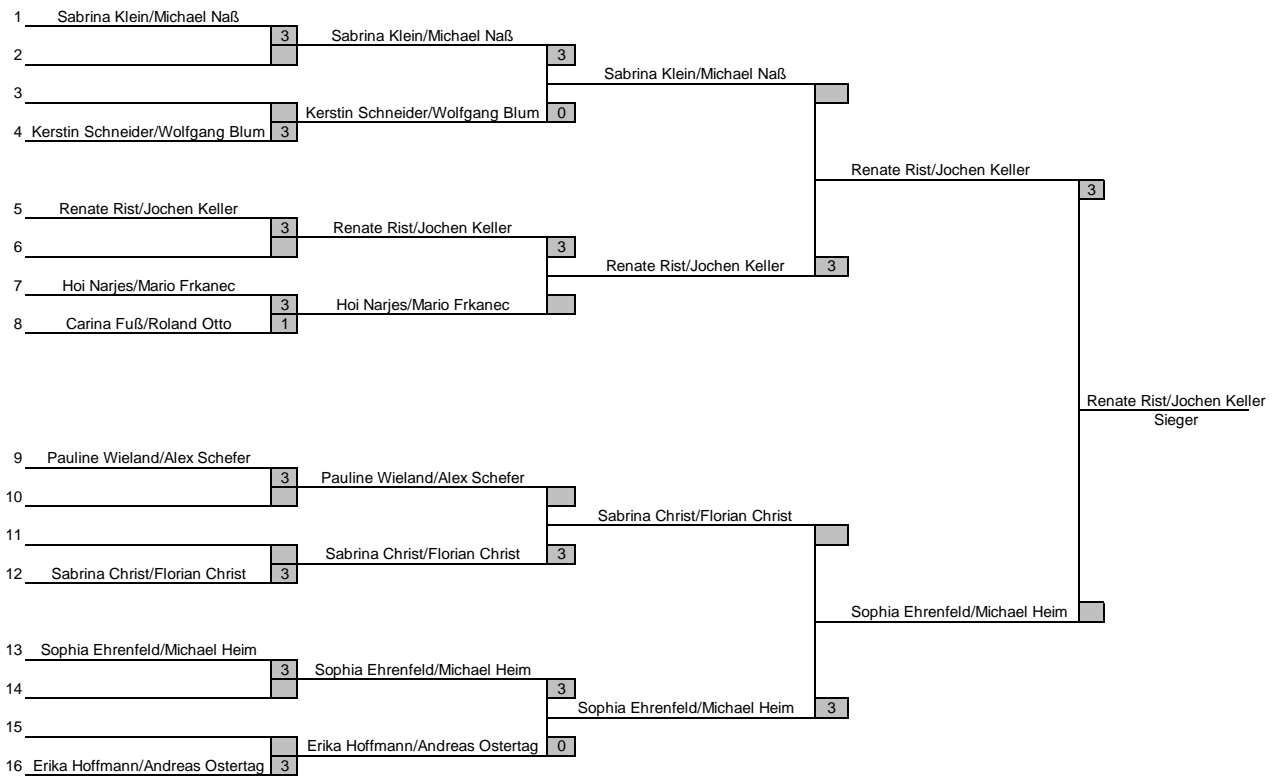 1 Sabrina Klein/Michael Naß
3 Sabrina Klein/Michael Naß
2
3
Sabrina Klein/Michael Naß
3
Kerstin Schneider/Wolfgang Blum 0
4 Kerstin Schneider/Wolfgang Blum 3
Renate Rist/Jochen Keller
3
5 Renate Rist/Jochen Keller
3 Renate Rist/Jochen Keller
6
3
Renate Rist/Jochen Keller 3
7 Hoi Narjes/Mario Frkanec
3 Hoi Narjes/Mario Frkanec
8 Carina Fuß/Roland Otto 1
Renate Rist/Jochen Keller
Sieger
9 Pauline Wieland/Alex Schefer
3 Pauline Wieland/Alex Schefer
10
Sabrina Christ/Florian Christ
11
Sabrina Christ/Florian Christ 3
12 Sabrina Christ/Florian Christ 3
Sophia Ehrenfeld/Michael Heim
13 Sophia Ehrenfeld/Michael Heim
3 Sophia Ehrenfeld/Michael Heim
14
3
Sophia Ehrenfeld/Michael Heim 3
15
Erika Hoffmann/Andreas Ostertag 0
16 Erika Hoffmann/Andreas Ostertag 3